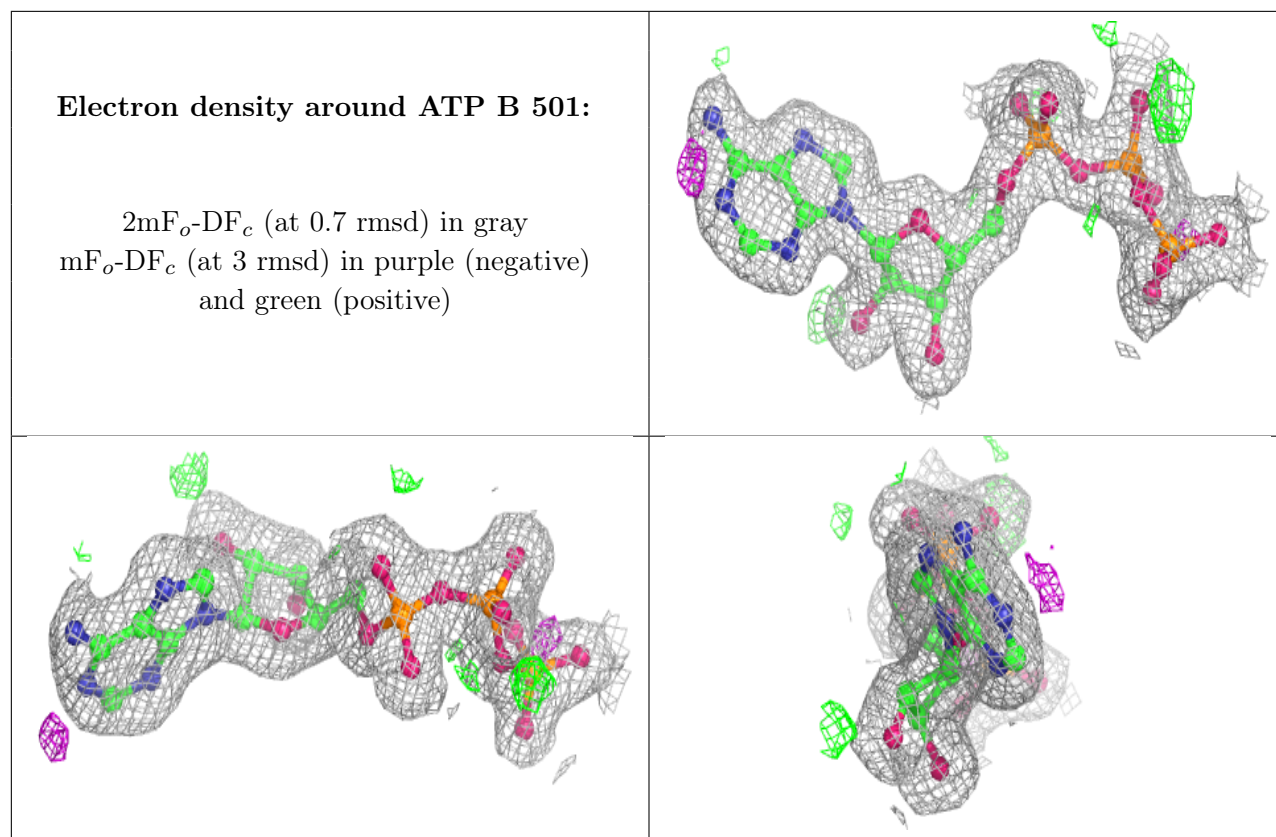 Electron density around ATP B 501:
2mFₒ-DF𝒸 (at 0.7 rmsd) in gray
mFₒ-DF𝒸 (at 3 rmsd) in purple (negative)
and green (positive)